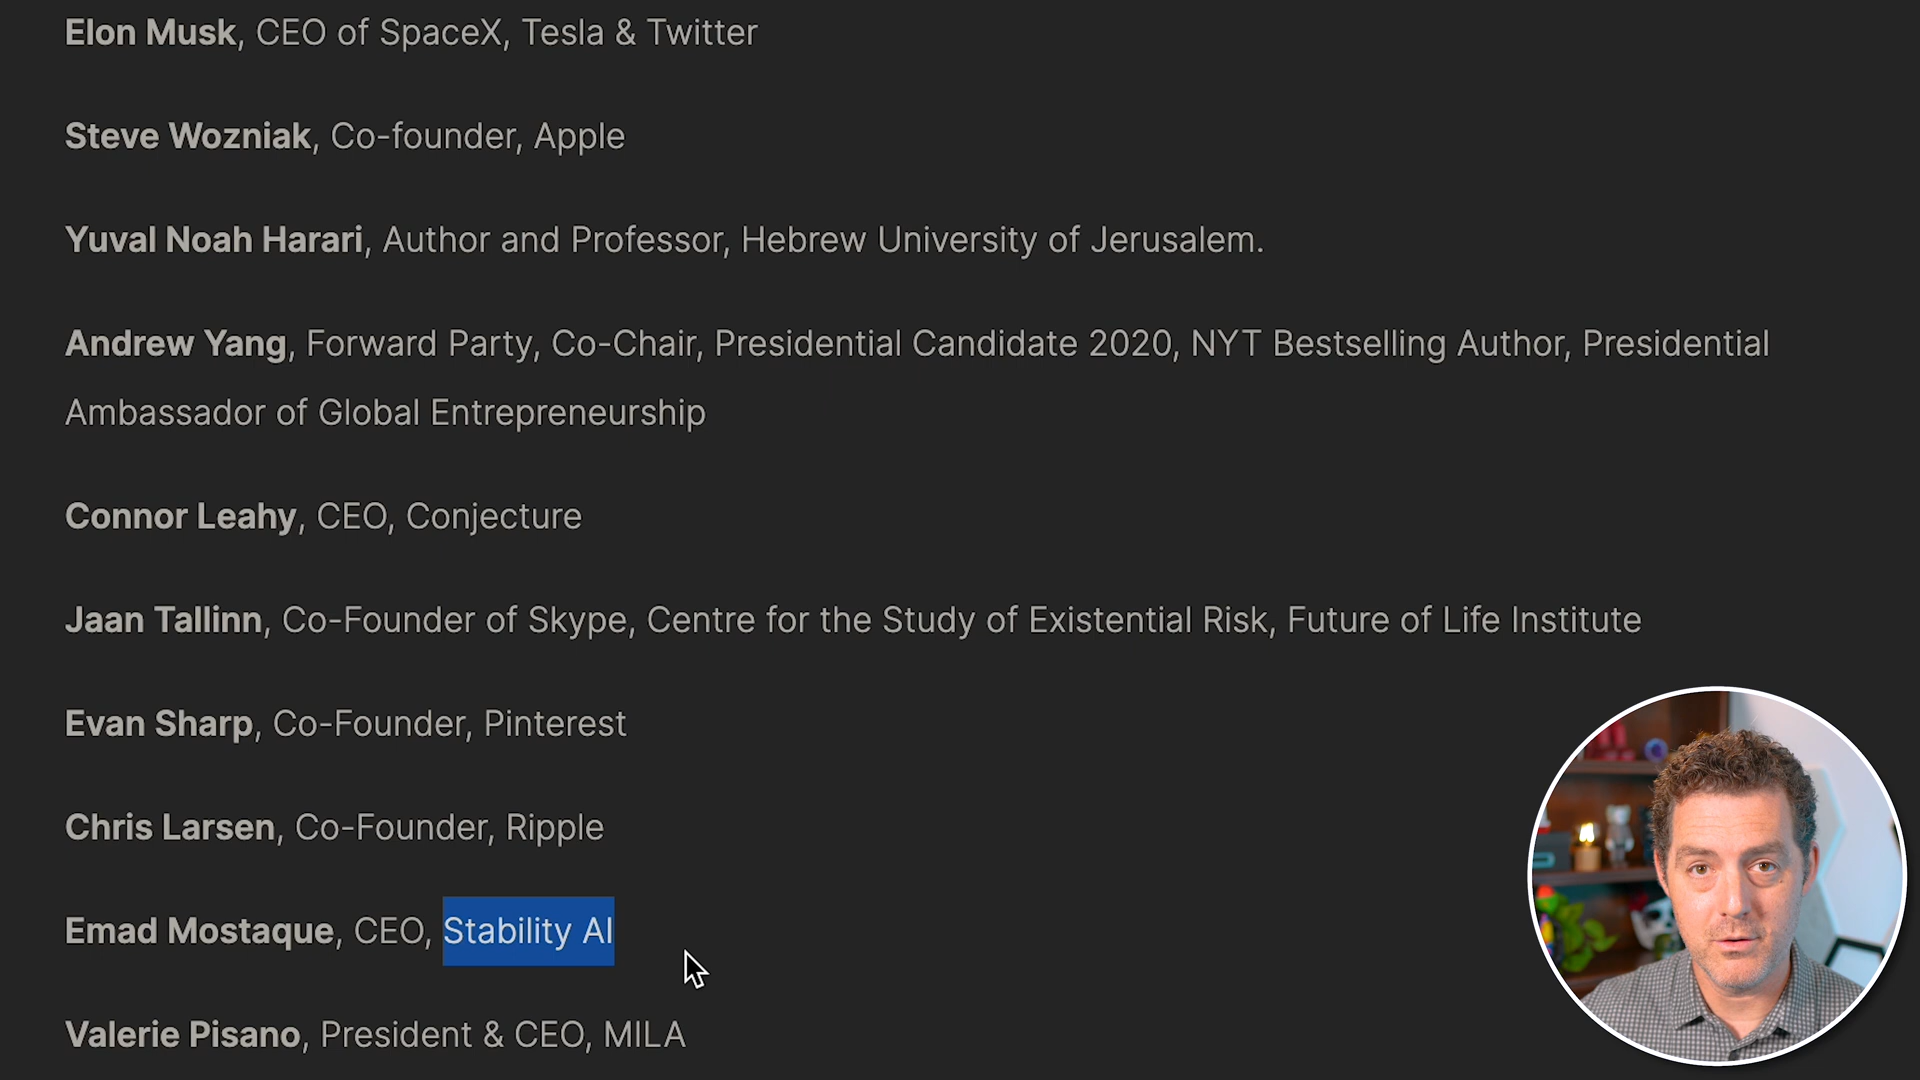 Elon Musk, CEO of SpaceX, Tesla & Twitter
Steve Wozniak, Co-founder, Apple
Yuval Noah Harari, Author and Professor, Hebrew University of Jerusalem.
Andrew Yang, Forward Party, Co-Chair, Presidential Candidate 2020, NYT Bestselling Author, Presidential
Ambassador of Global Entrepreneurship
Connor Leahy, CEO, Conjecture
Jaan Tallinn, Co-Founder of Skype, Centre for the Study of Existential Risk, Future of Life Institute
Evan Sharp, Co-Founder, Pinterest
Chris Larsen, Co-Founder, Ripple
Emad Mostaque, CEO, Stability AI
Valerie Pisano, President & CEO, MILA